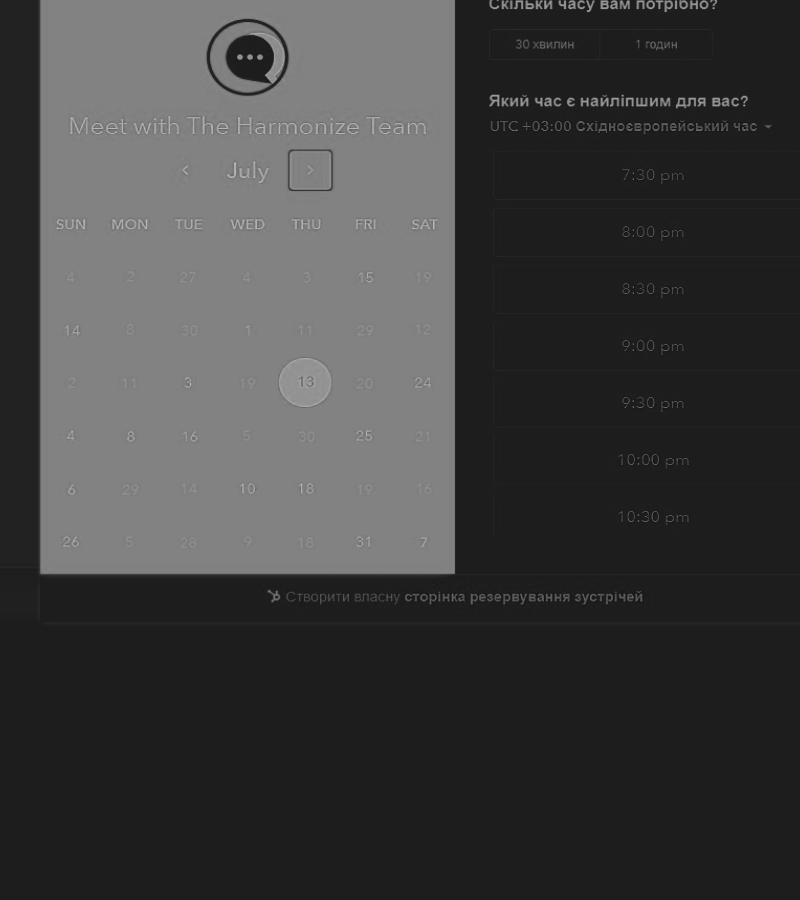 Скільки часу вам потрібно?
30 хвилин 1 годин
Який час є найліпшим для вас?
UTC +03:00 Східноєвропейський час
7:30 pm
8:00 pm
8:30 pm
9:00 pm
9:30 pm
10:00 pm
10:30 pm
Meet with The Harmonize Team
July
SUN MON TUE WED THU FRI SAT
4 2 27 4 3 15 19
14 8 30 1 11 29 12
2 11 3 19 13 20 24
4 8 16 5 30 25 21
6 29 14 10 18 19 16
26 5 28 9 18 31 7
Створити власну сторінка резервування зустрічей